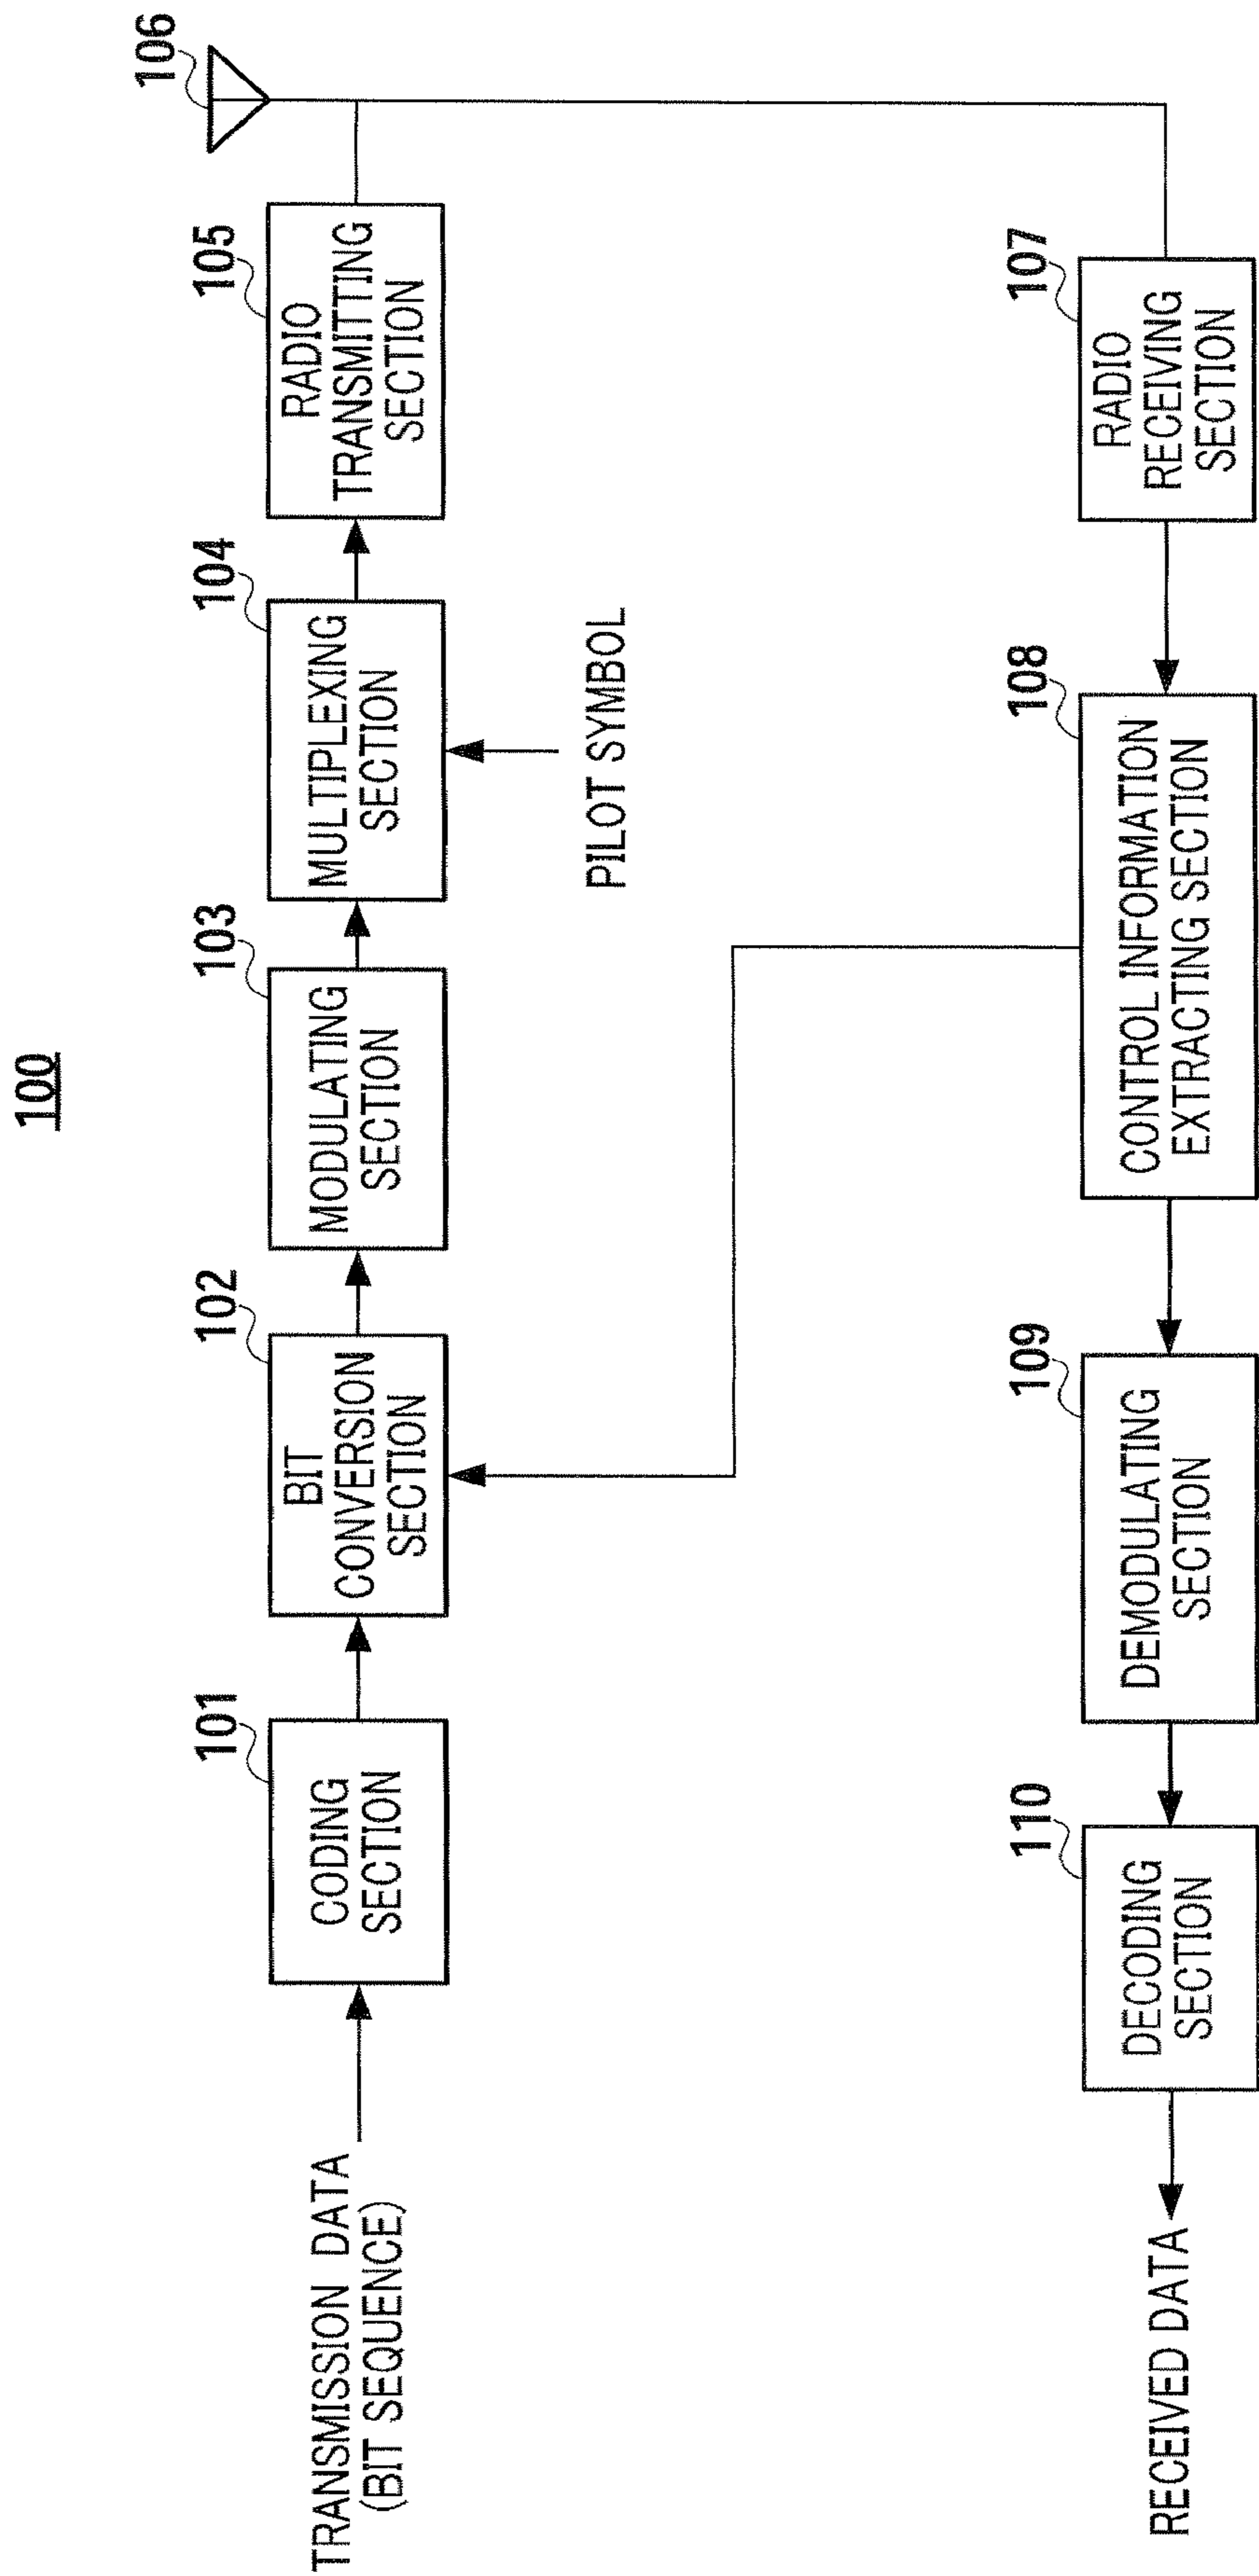 100
106
101
102
103
104
105
TRANSMISSION DATA
(BIT SEQUENCE)
CODING
SECTION
BIT
CONVERSION
SECTION
MODULATING
SECTION
MULTIPLEXING
SECTION
RADIO
TRANSMITTING
SECTION
PILOT SYMBOL
110
109
108
107
RECEIVED DATA
DECODING
SECTION
DEMODULATING
SECTION
CONTROL INFORMATION
EXTRACTING SECTION
RADIO
RECEIVING
SECTION